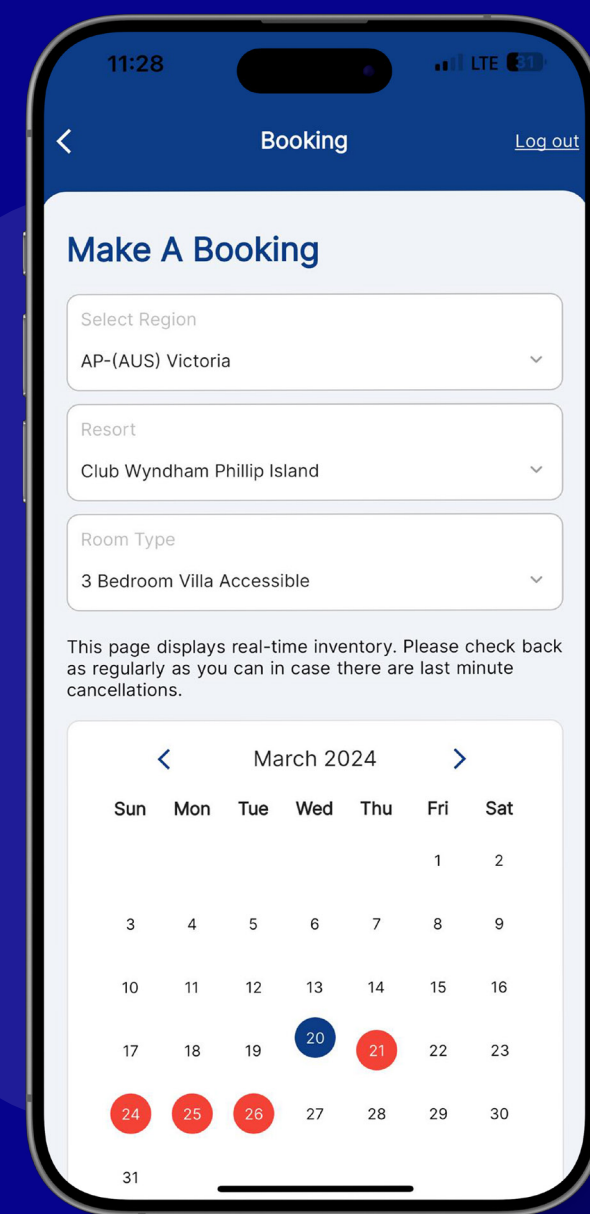 11:28 LTE 31
Booking Log out
Make A Booking
Select Region
AP-(AUS) Victoria
Resort
Club Wyndham Phillip Island
Room Type
3 Bedroom Villa Accessible
This page displays real-time inventory. Please check back
as regularly as you can in case there are last minute
cancellations.
March 2024
Sun Mon Tue Wed Thu Fri Sat
1 2
3 4 5 6 7 8 9
10 11 12 13 14 15 16
17 18 19 20 21 22 23
24 25 26 27 28 29 30
31